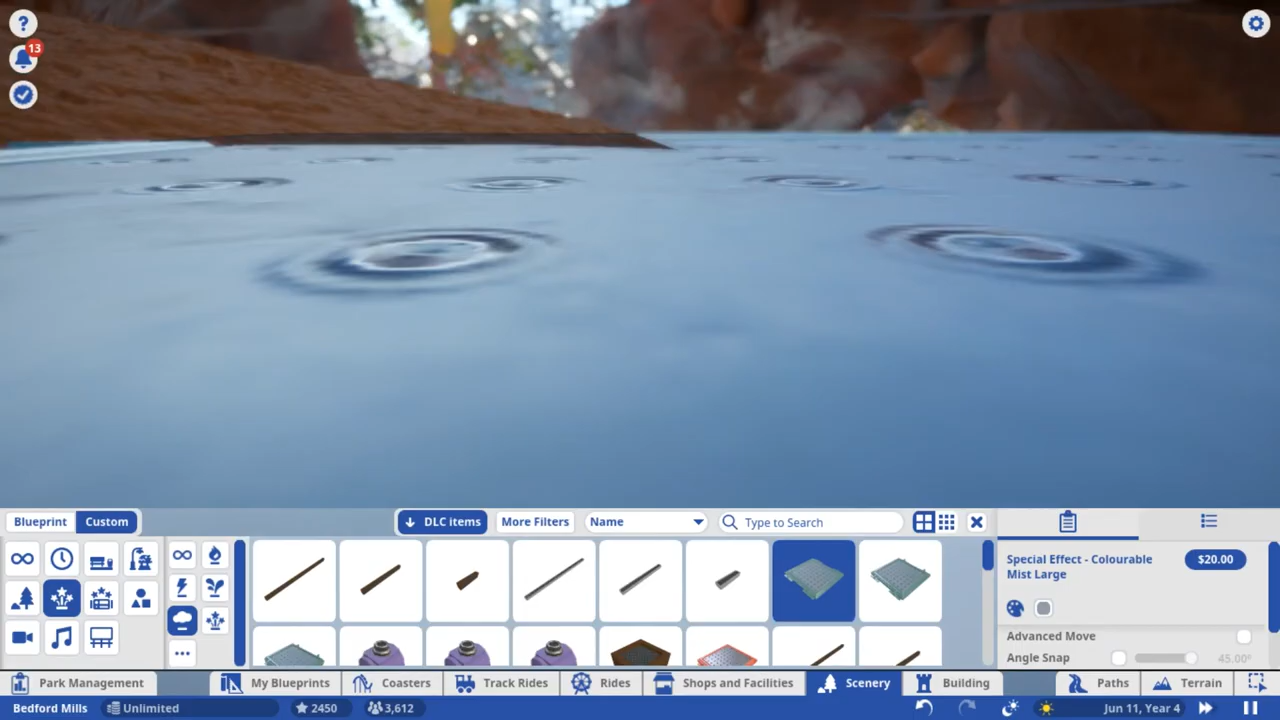 ?
13
Blueprint
Custom
DLC items
More Filters
Name
Type to Search
Special Effect - Colourable
Mist Large
$20.00
Advanced Move
Angle Snap
45.00°
Park Management
My Blueprints
Coasters
Track Rides
Rides
Shops and Facilities
Scenery
Building
Paths
Terrain
Bedford Mills
Unlimited
2450
3,612
Jun 11, Year 4